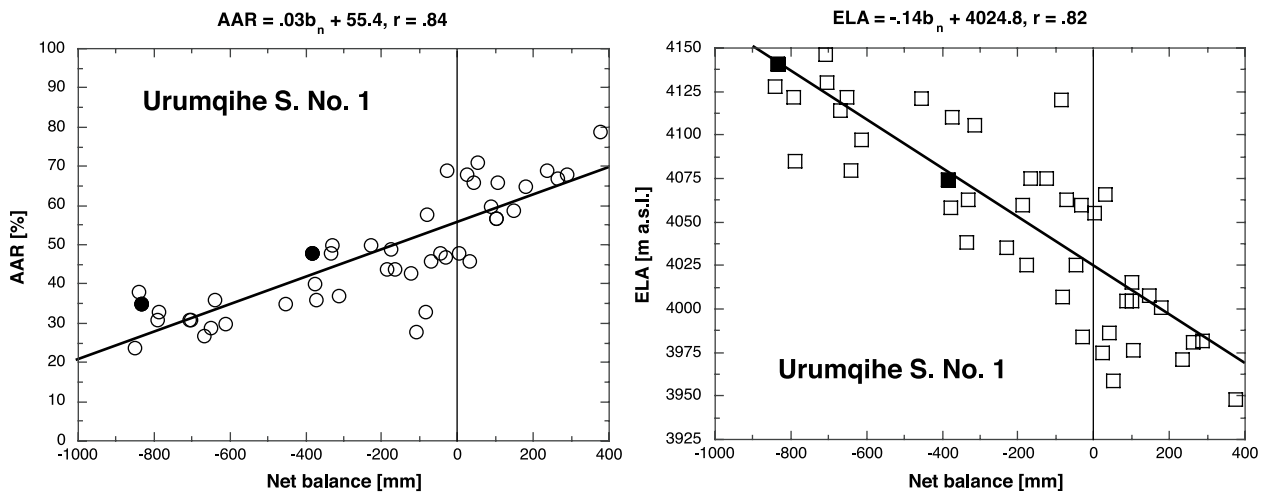 AAR = .03bn + 55.4, r = .84
100
90
80
70
60
50
40
30
20
10
0
AAR [%]
Urumqihe S. No. 1
-1000 -800 -600 -400 -200 0 200 400
Net balance [mm]
ELA = -.14bn + 4024.8, r = .82
4150
4125
4100
4075
4050
4025
4000
3975
3950
3925
ELA [m a.s.l.]
Urumqihe S. No. 1
-1000 -800 -600 -400 -200 0 200 400
Net balance [mm]